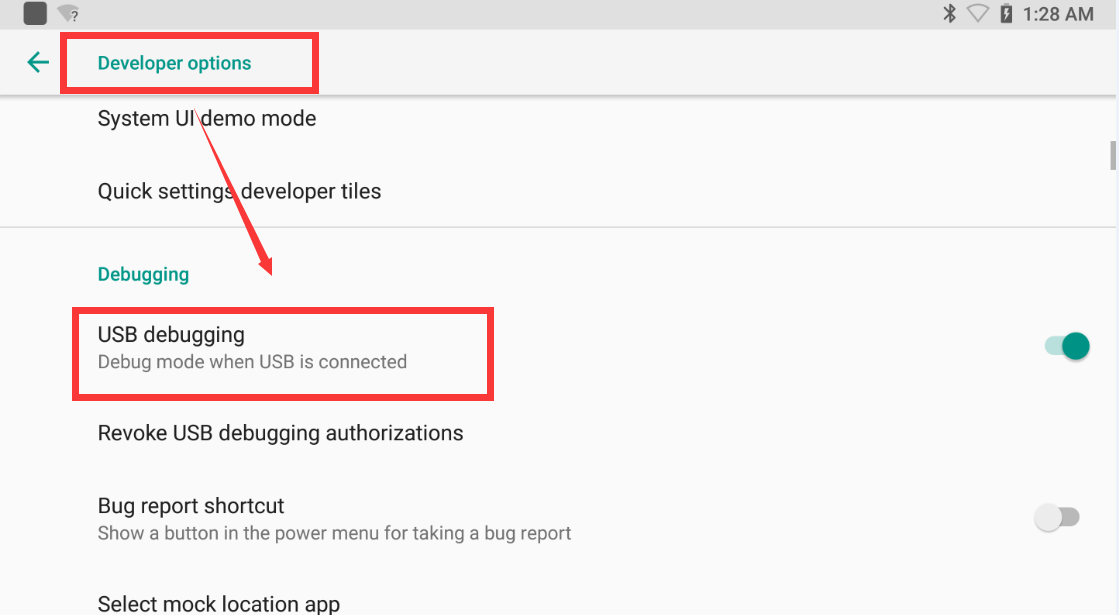 ?
1:28 AM
Developer options
System UI demo mode
Quick settings developer tiles
Debugging
USB debugging
Debug mode when USB is connected
Revoke USB debugging authorizations
Bug report shortcut
Show a button in the power menu for taking a bug report
Select mock location app